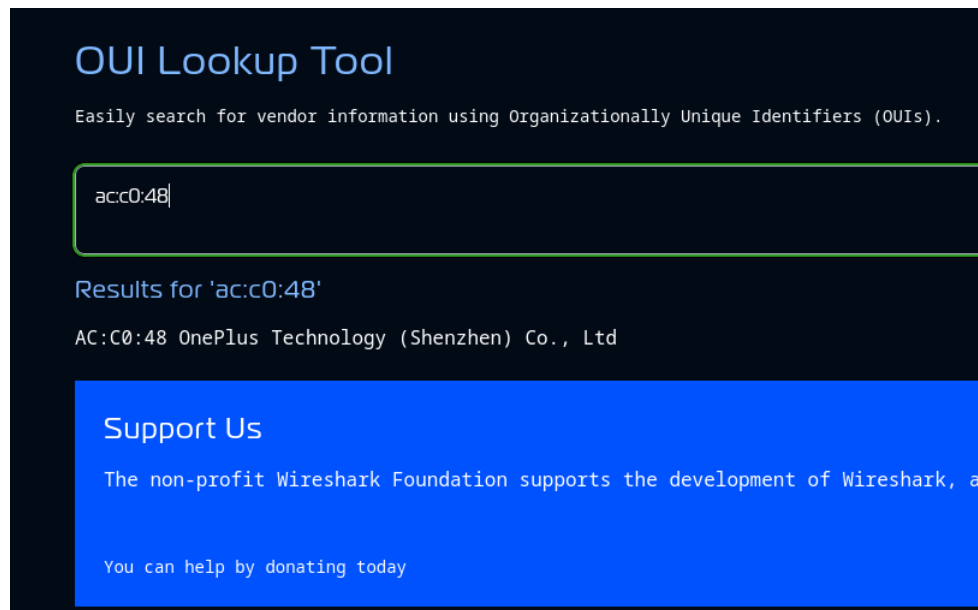 OUI Lookup Tool
Easily search for vendor information using Organizationally Unique Identifiers (OUIs).
ac:c0:48
Results for 'ac:c0:48'
AC:C0:48 OnePlus Technology (Shenzhen) Co., Ltd
Support Us
The non-profit Wireshark Foundation supports the development of Wireshark, a
You can help by donating today